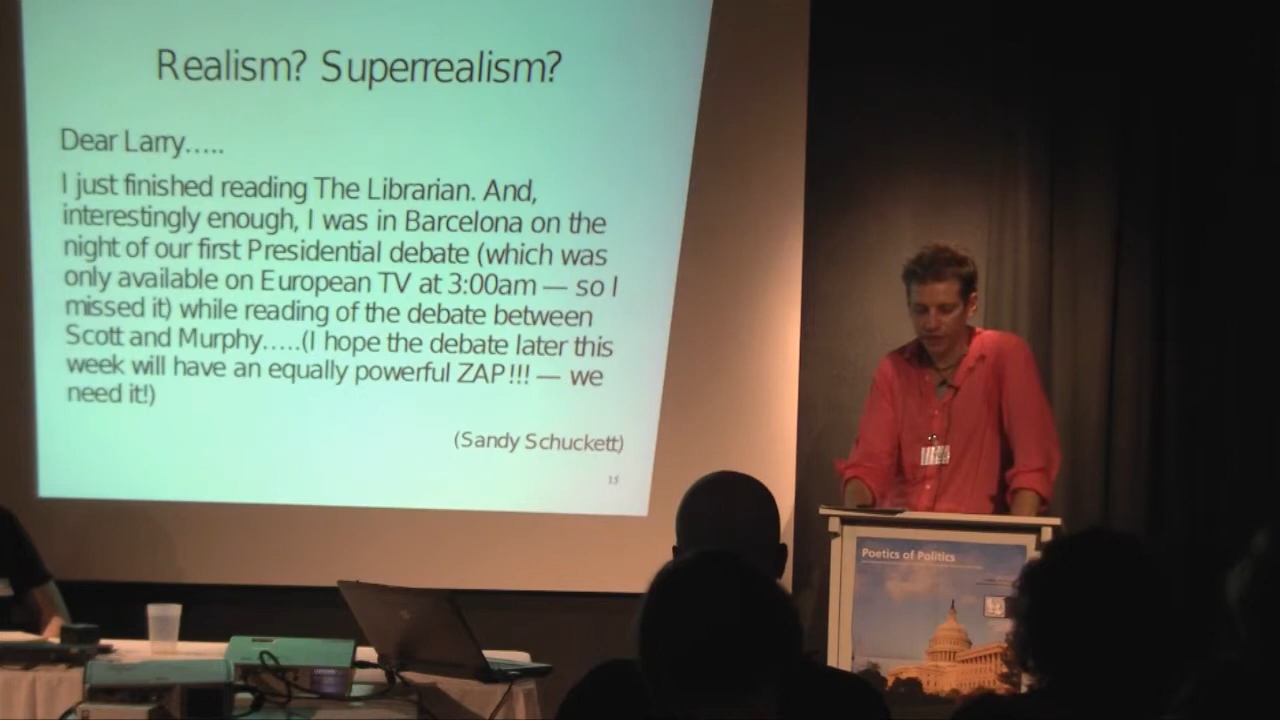 Realism? Superrealism?
Dear Larry.....
I just finished reading The Librarian. And,
interestingly enough, I was in Barcelona on the
night of our first Presidential debate (which was
only available on European TV at 3:00am — so I
missed it) while reading of the debate between
Scott and Murphy.....(I hope the debate later this
week will have an equally powerful ZAP!!! — we
need it!)
(Sandy Schuckett)
15
Poetics of Politics